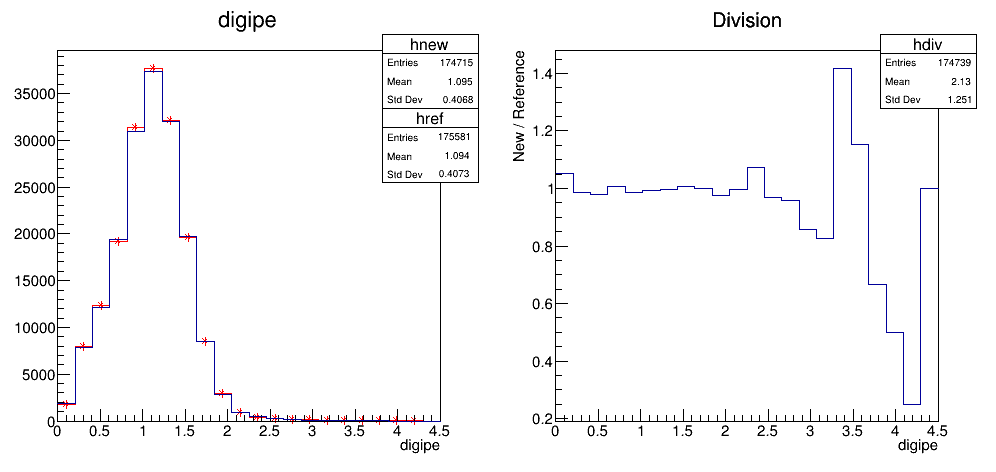 digipe
hnew
Entries 174715
Mean 1.095
Std Dev 0.4068
href
Entries 175581
Mean 1.094
Std Dev 0.4073
35000
30000
25000
20000
15000
10000
5000
0
0 0.5 1 1.5 2 2.5 3 3.5 4 4.5
digipe
Division
hdiv
Entries 174739
Mean 2.13
Std Dev 1.251
New / Reference
1.4
1.2
1
0.8
0.6
0.4
0.2
0 0.5 1 1.5 2 2.5 3 3.5 4 4.5
digipe